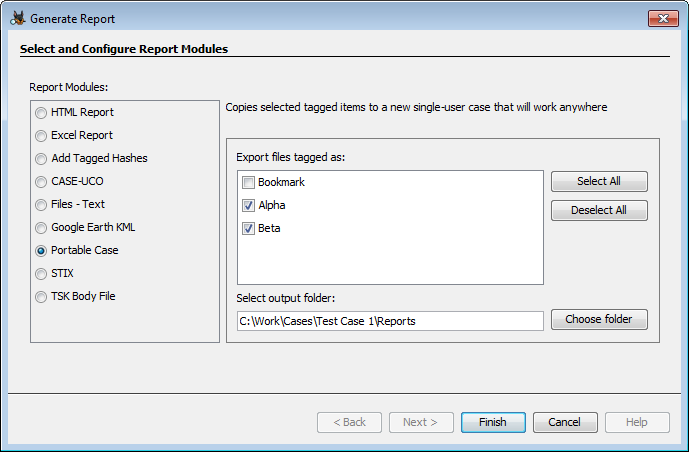 Generate Report
Select and Configure Report Modules
Report Modules:
HTML Report
Excel Report
Add Tagged Hashes
CASE-UCO
Files - Text
Google Earth KML
Portable Case
STIX
TSK Body File
Copies selected tagged items to a new single-user case that will work anywhere
Export files tagged as:
Bookmark
Alpha
Beta
Select All
Deselect All
Select output folder:
C:\Work\Cases\Test Case 1\Reports
Choose folder
< Back
Next >
Finish
Cancel
Help